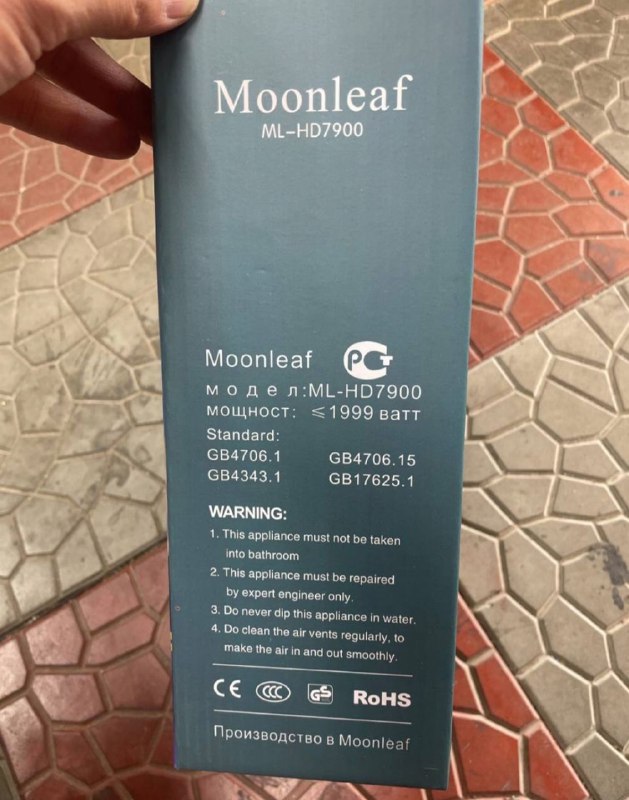 Moonleaf
ML-HD7900
Moonleaf РСТ
модел:ML-HD7900
мощност: ≤1999 ватт
Standard:
GB4706.1 GB4706.15
GB4343.1 GB17625.1
WARNING:
1. This appliance must not be taken
into bathroom
2. This appliance must be repaired
by expert engineer only.
3. Do never dip this appliance in water.
4. Do clean the air vents regularly, to
make the air in and out smoothly.
CE CCC GS RoHS
Производство в Moonleaf